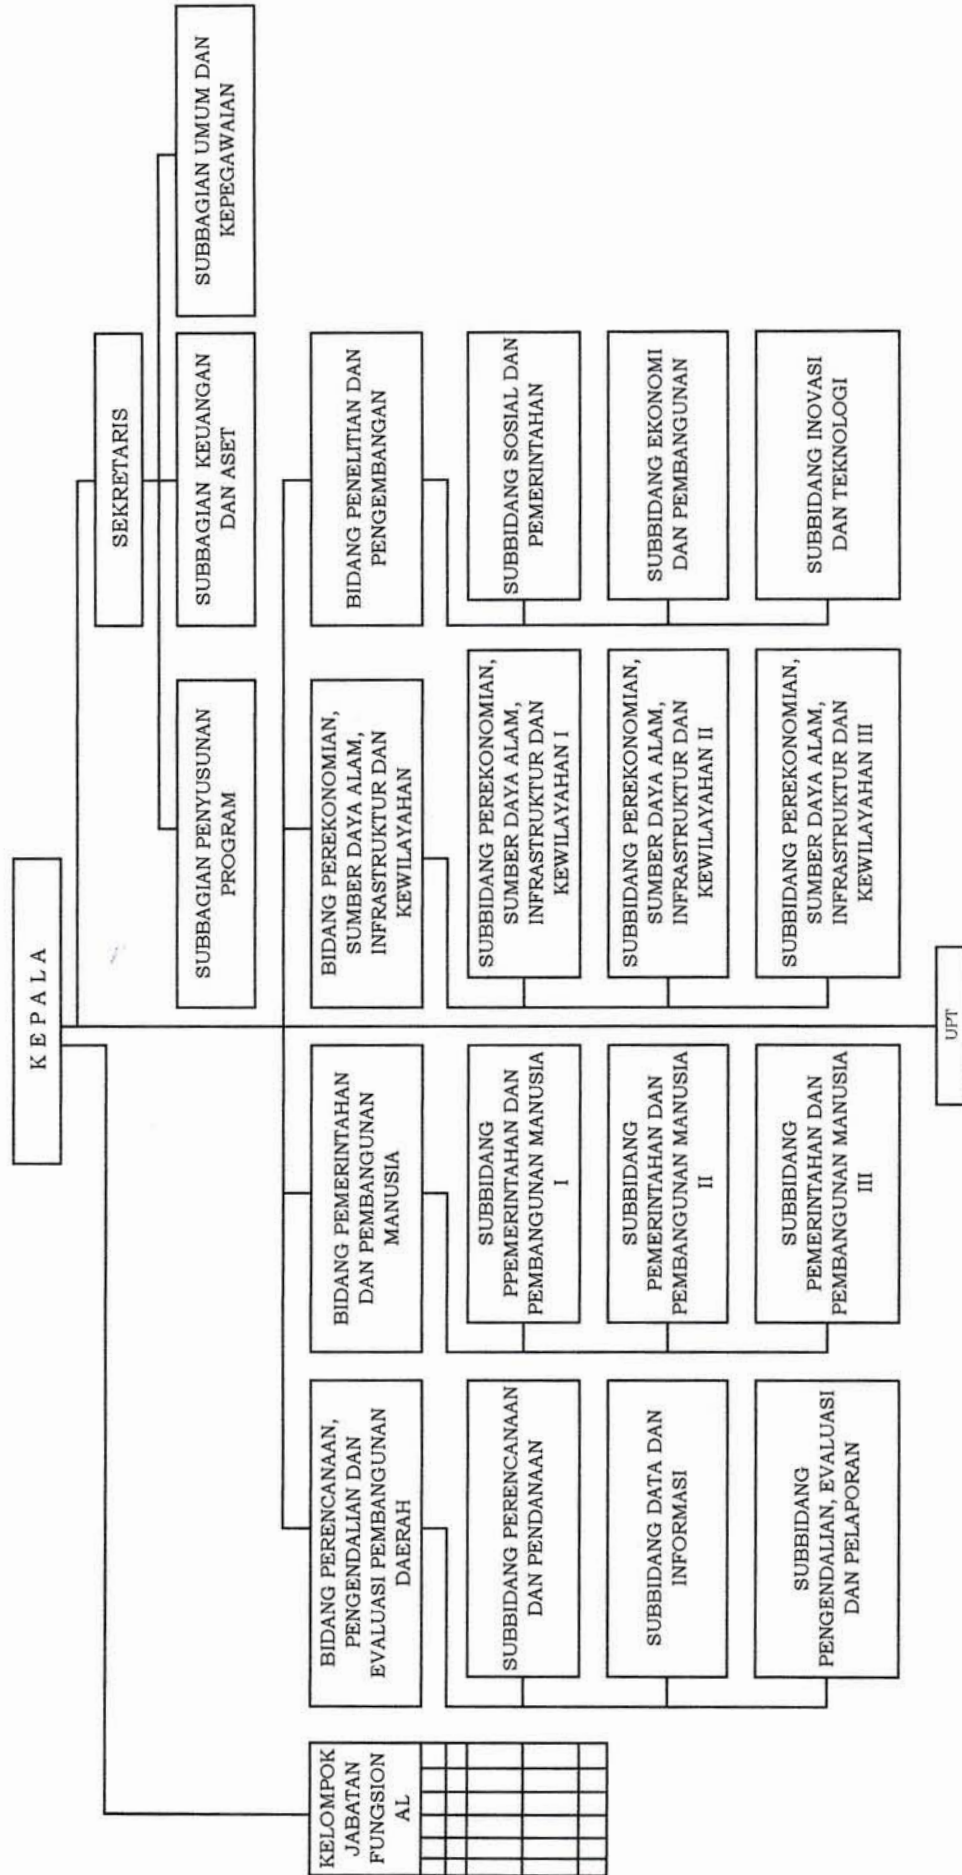 K E P A L A
SEKRETARIS
SUBBAGIAN PENYUSUNAN
PROGRAM
SUBBAGIAN KEUANGAN
DAN ASET
SUBBAGIAN UMUM DAN
KEPEGAWAIAN
KELOMPOK
JABATAN
FUNGSION
AL
BIDANG PERENCANAAN,
PENGENDALIAN DAN
EVALUASI PEMBANGUNAN
DAERAH
BIDANG PEMERINTAHAN
DAN PEMBANGUNAN
MANUSIA
BIDANG PEREKONOMIAN,
SUMBER DAYA ALAM,
INFRASTRUKTUR DAN
KEWILAYAHAN
BIDANG PENELITIAN DAN
PENGEMBANGAN
SUBBIDANG PERENCANAAN
DAN PENDANAAN
SUBBIDANG
PPEMERINTAHAN DAN
PEMBANGUNAN MANUSIA
I
SUBBIDANG PEREKONOMIAN,
SUMBER DAYA ALAM,
INFRASTRUKTUR DAN
KEWILAYAHAN I
SUBBIDANG SOSIAL DAN
PEMERINTAHAN
SUBBIDANG DATA DAN
INFORMASI
SUBBIDANG
PEMERINTAHAN DAN
PEMBANGUNAN MANUSIA
II
SUBBIDANG PEREKONOMIAN,
SUMBER DAYA ALAM,
INFRASTRUKTUR DAN
KEWILAYAHAN II
SUBBIDANG EKONOMI
DAN PEMBANGUNAN
SUBBIDANG
PENGENDALIAN, EVALUASI
DAN PELAPORAN
SUBBIDANG
PEMERINTAHAN DAN
PEMBANGUNAN MANUSIA
III
SUBBIDANG PEREKONOMIAN,
SUMBER DAYA ALAM,
INFRASTRUKTUR DAN
KEWILAYAHAN III
SUBBIDANG INOVASI
DAN TEKNOLOGI
UPT